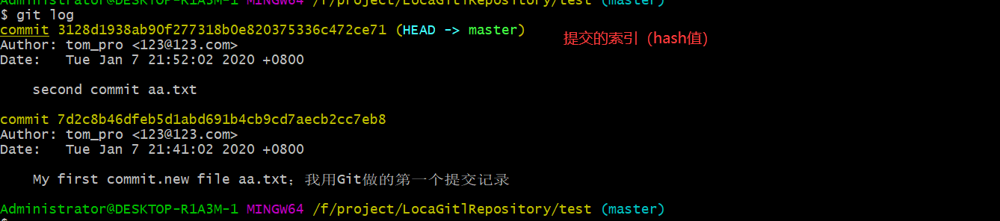 Administrator@DESKTOP-R1A3M-1 MINGW64 /f/project/LocaGitlRepository/test (master)
$ git log
commit 3128d1938ab90f277318b0e820375336c472ce71 (HEAD -> master)
提交的索引（hash值）
Author: tom_pro <123@123.com>
Date:   Tue Jan 7 21:52:02 2020 +0800
second commit aa.txt
commit 7d2c8b46dfeb5d1abd691b4cb9cd7aecb2cc7eb8
Author: tom_pro <123@123.com>
Date:   Tue Jan 7 21:41:02 2020 +0800
My first commit.new file aa.txt；我用Git做的第一个提交记录
Administrator@DESKTOP-R1A3M-1 MINGW64 /f/project/LocaGitlRepository/test (master)
$